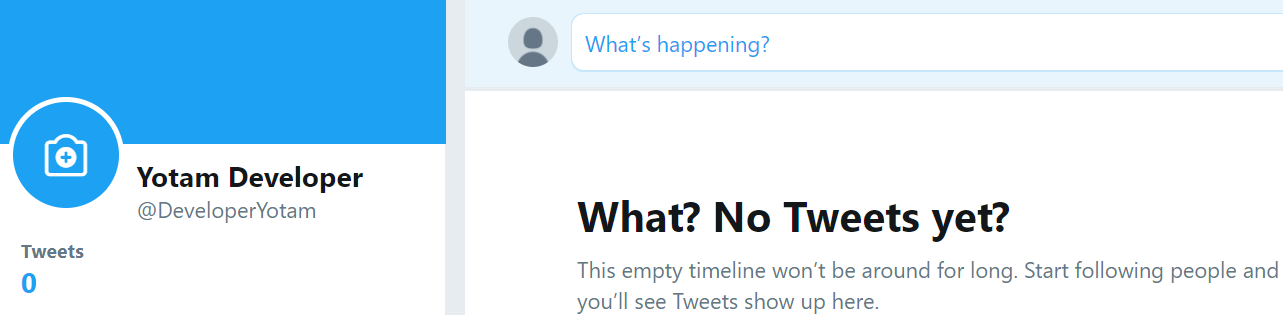 What’s happening?
Yotam Developer
@DeveloperYotam
Tweets
0
What? No Tweets yet?
This empty timeline won’t be around for long. Start following people and
you’ll see Tweets show up here.